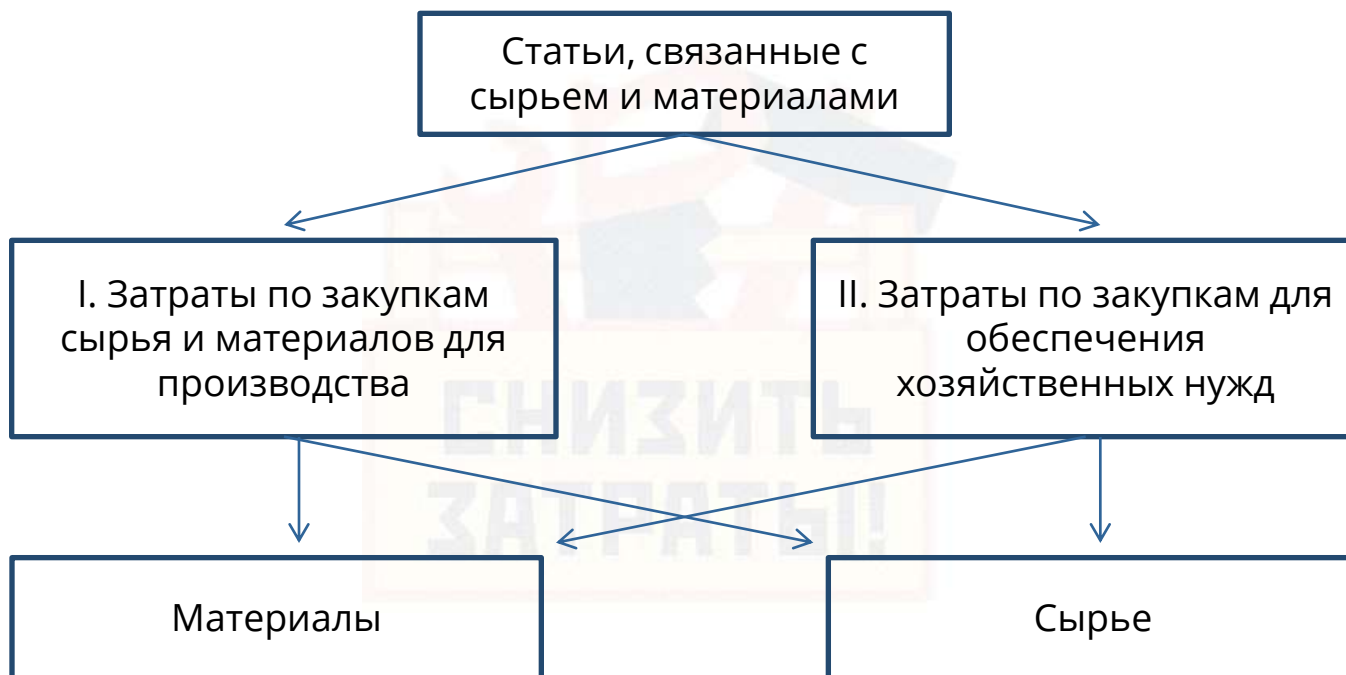 Статьи, связанные с
сырьем и материалами
I. Затраты по закупкам
сырья и материалов для
производства
II. Затраты по закупкам для
обеспечения
хозяйственных нужд
СНИЗИТЬ
ЗАТРАТЫ!
Материалы
Сырье